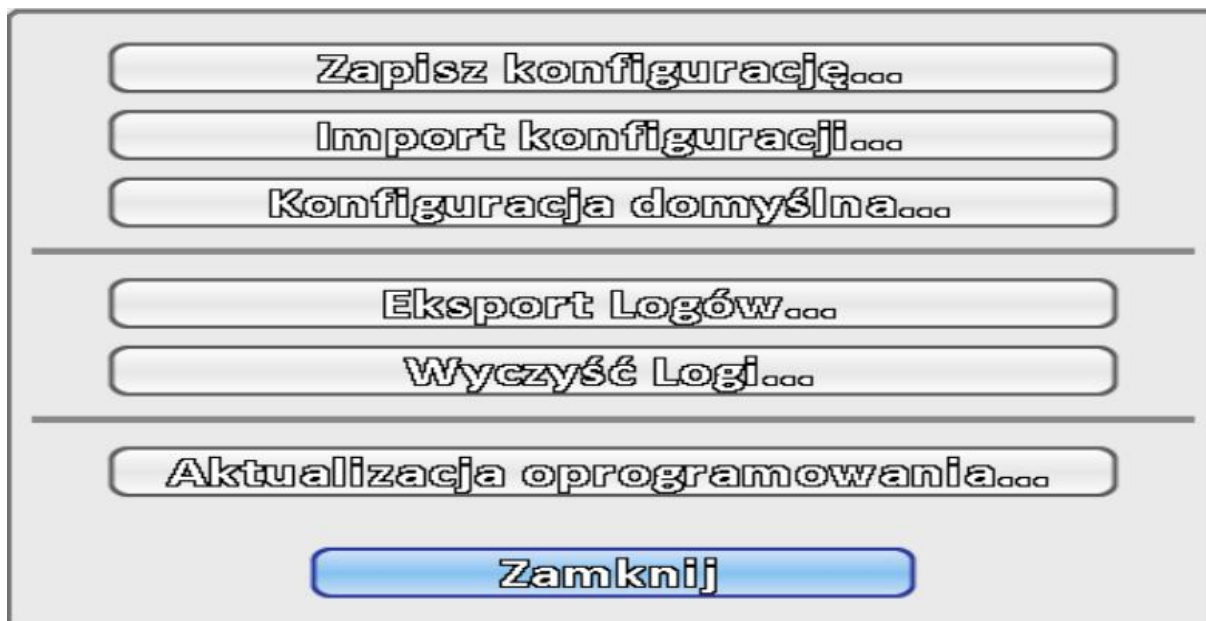 Zapisz konfigurację...
Import konfiguracji...
Konfiguracja domyślna...
Eksport Logów...
Wyczyść Logi...
Aktualizacja oprogramowania...
Zamknij